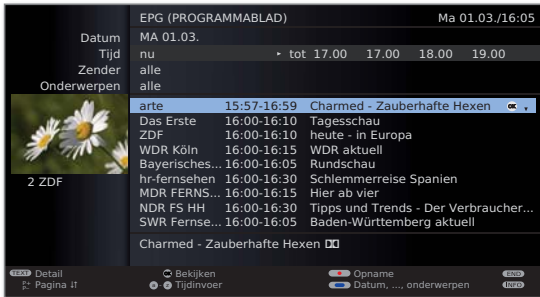 EPG (PROGRAMMABLAD) Ma 01.03./16:05
Datum MA 01.03.
Tijd nu ▸ tot 17.00 17.00 18.00 19.00
Zender alle
Onderwerpen alle
arte 15:57-16:59 Charmed - Zauberhafte Hexen OK
Das Erste 16:00-16:10 Tagesschau
ZDF 16:00-16:10 heute - in Europa
WDR Köln 16:00-16:15 WDR aktuell
Bayerisches... 16:00-16:05 Rundschau
hr-fernsehen 16:00-16:30 Schlemmerreise Spanien
MDR FERNS... 16:00-16:15 Hier ab vier
NDR FS HH 16:00-16:30 Tipps und Trends - Der Verbraucher...
SWR Fernse... 16:00-16:05 Baden-Württemberg aktuell
2 ZDF
Charmed - Zauberhafte Hexen
TEXT Detail OK Bekijken Opname END
P+ P- Pagina ↓↑ 0-9 Tijdinvoer Datum, ..., onderwerpen INFO